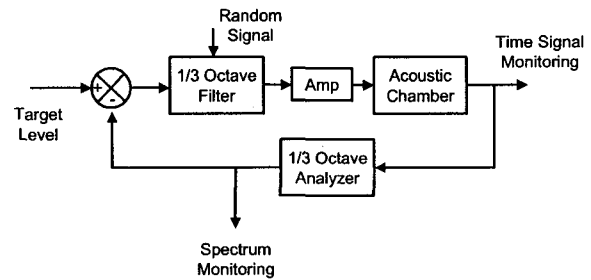 Random
Signal
Time Signal
Monitoring
Target
Level
+
-
1/3 Octave
Filter
Amp
Acoustic
Chamber
1/3 Octave
Analyzer
Spectrum
Monitoring